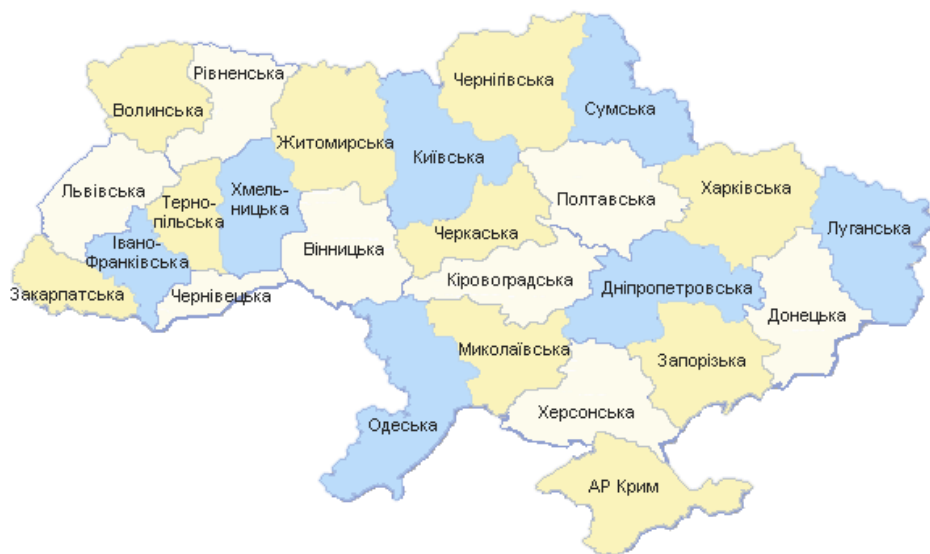 Чернігівська
Рівненська
Волинська
Сумська
Житомирська
Київська
Львівська
Терно-
пільська
Хмель-
ницька
Полтавська
Харківська
Луганська
Черкаська
Вінницька
Івано-
Франківська
Закарпатська
Чернівецька
Кіровоградська
Дніпропетровська
Донецька
Миколаївська
Запорізька
Одеська
Херсонська
АР Крим